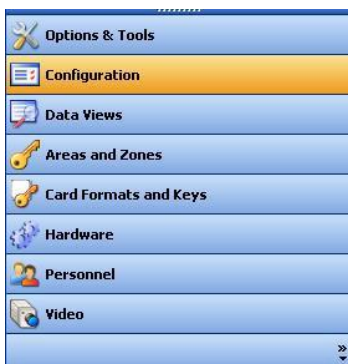 Options & Tools
Configuration
Data Views
Areas and Zones
Card Formats and Keys
Hardware
Personnel
Video
»